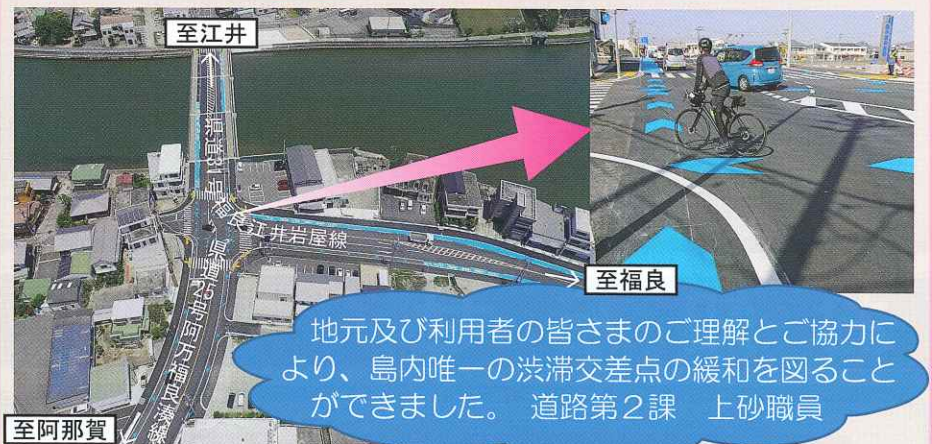 至江井
県道31号福良江井岩屋線
至福良
県道25号阿万福良湊線
至阿那賀
地元及び利用者の皆さまのご理解とご協力に
より、島内唯一の渋滞交差点の緩和を図ること
ができました。 道路第2課 上砂職員